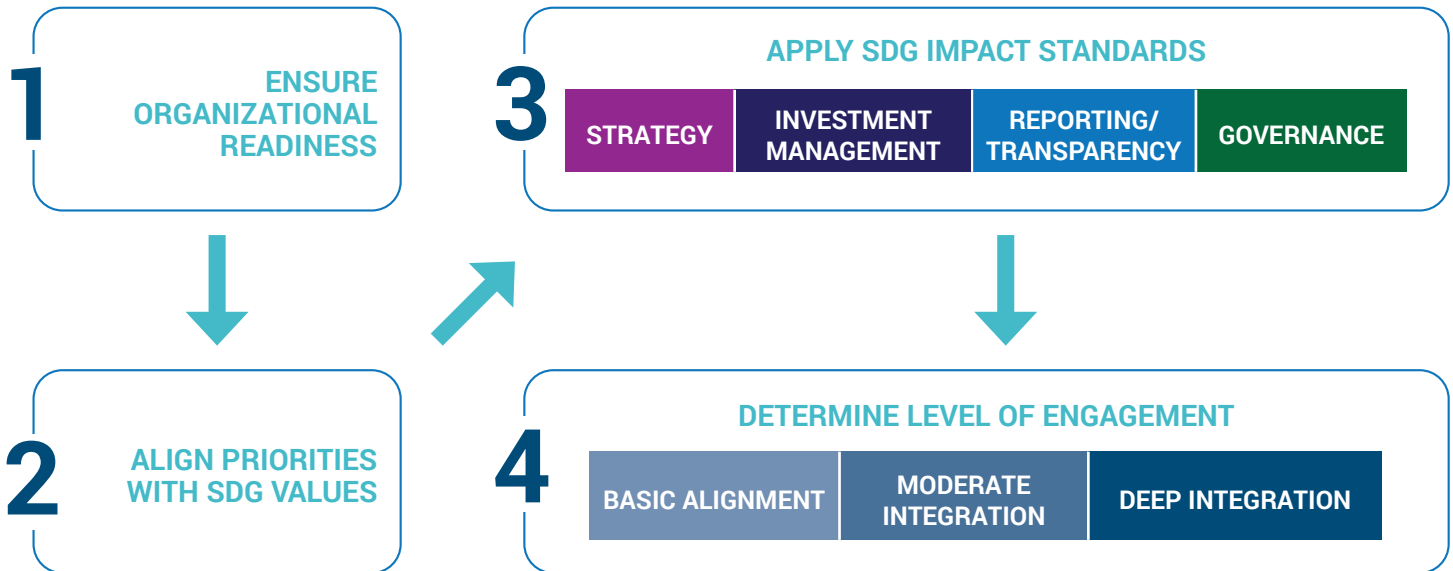 1
ENSURE
ORGANIZATIONAL
READINESS
2
ALIGN PRIORITIES
WITH SDG VALUES
3
APPLY SDG IMPACT STANDARDS
STRATEGY
INVESTMENT
MANAGEMENT
REPORTING/
TRANSPARENCY
GOVERNANCE
4
DETERMINE LEVEL OF ENGAGEMENT
BASIC ALIGNMENT
MODERATE
INTEGRATION
DEEP INTEGRATION